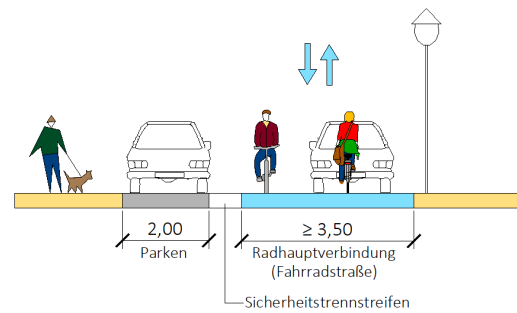 2,00
≥ 3,50
Parken
Radhauptverbindung
(Fahrradstraße)
Sicherheitstrennstreifen